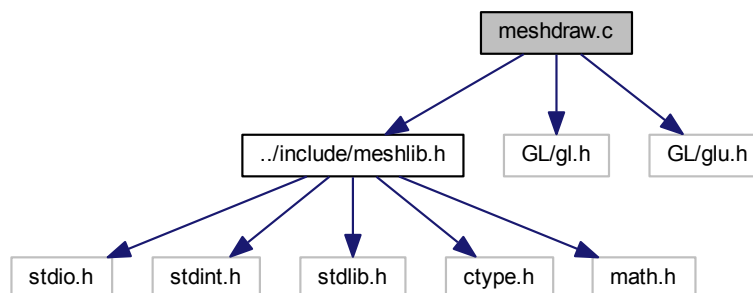 meshdraw.c
../include/meshlib.h
GL/gl.h
GL/glu.h
stdio.h
stdint.h
stdlib.h
ctype.h
math.h